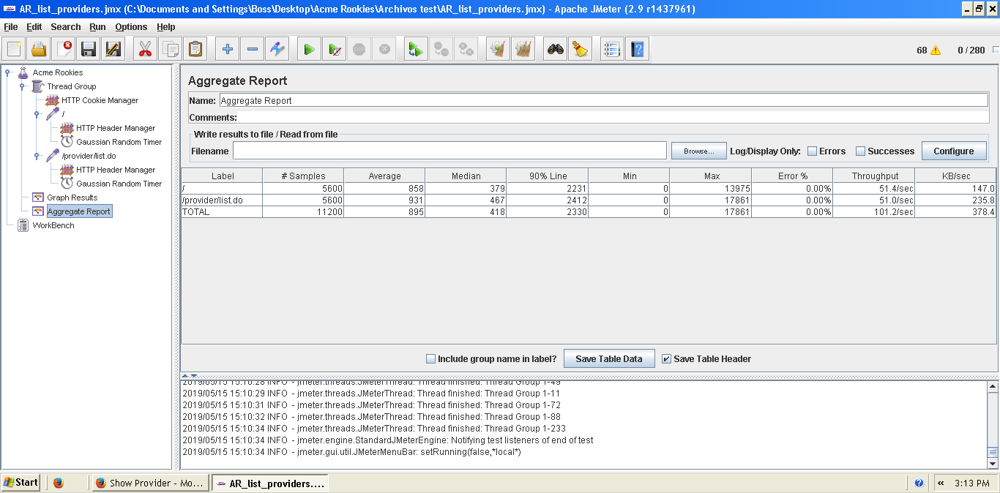 AR_list_providers.jmx (C:\Documents and Settings\Boss\Desktop\Acme Rookies\Archivos test\AR_list_providers.jmx) - Apache JMeter (2.9 r1437961)
File Edit Search Run Options Help
68 0 / 280
Acme Rookies
Thread Group
HTTP Cookie Manager
/
HTTP Header Manager
Gaussian Random Timer
/provider/list.do
HTTP Header Manager
Gaussian Random Timer
Graph Results
Aggregate Report
WorkBench
Aggregate Report
Name: Aggregate Report
Comments:
Write results to file / Read from file
Filename Browse... Log/Display Only: Errors Successes Configure
Label # Samples Average Median 90% Line Min Max Error % Throughput KB/sec
/ 5600 858 379 2231 0 13975 0.00% 51.4/sec 147.0
/provider/list.do 5600 931 467 2412 0 17861 0.00% 51.0/sec 235.8
TOTAL 11200 895 418 2330 0 17861 0.00% 101.2/sec 378.4
Include group name in label? Save Table Data Save Table Header
2019/05/15 15:10:28 INFO - jmeter.threads.JMeterThread: Thread finished: Thread Group 1-49
2019/05/15 15:10:29 INFO - jmeter.threads.JMeterThread: Thread finished: Thread Group 1-11
2019/05/15 15:10:31 INFO - jmeter.threads.JMeterThread: Thread finished: Thread Group 1-72
2019/05/15 15:10:32 INFO - jmeter.threads.JMeterThread: Thread finished: Thread Group 1-88
2019/05/15 15:10:34 INFO - jmeter.threads.JMeterThread: Thread finished: Thread Group 1-233
2019/05/15 15:10:34 INFO - jmeter.engine.StandardJMeterEngine: Notifying test listeners of end of test
2019/05/15 15:10:34 INFO - jmeter.gui.util.JMeterMenuBar: setRunning(false,*local*)
Start Show Provider - Mo... AR_list_providers.... « 3:13 PM